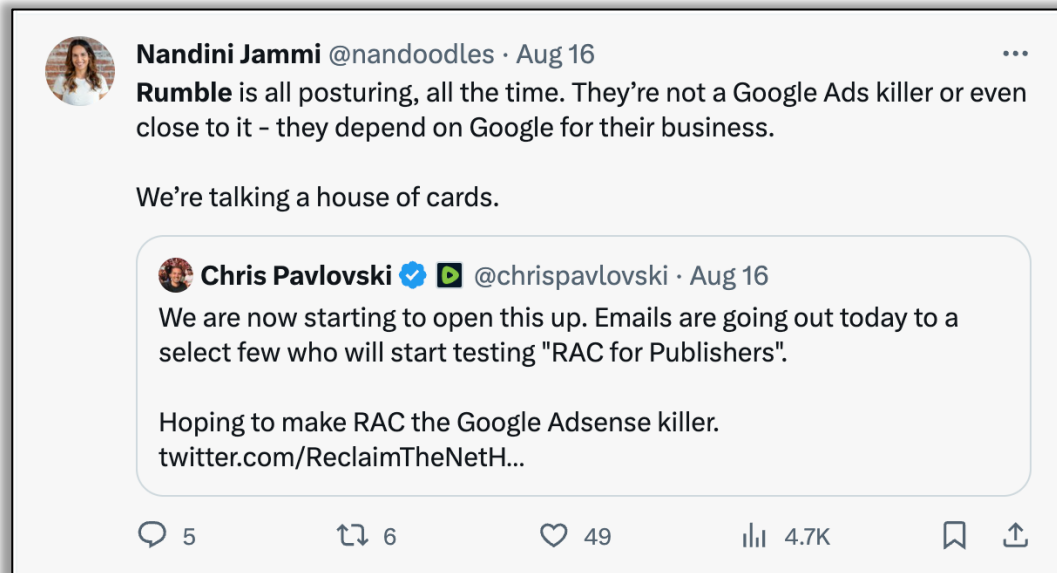 Nandini Jammi @nandoodles · Aug 16
Rumble is all posturing, all the time. They’re not a Google Ads killer or even
close to it - they depend on Google for their business.
We’re talking a house of cards.
Chris Pavlovski @chrispavlovski · Aug 16
We are now starting to open this up. Emails are going out today to a
select few who will start testing "RAC for Publishers".
Hoping to make RAC the Google Adsense killer.
twitter.com/ReclaimTheNetH...
5 6 49 4.7K